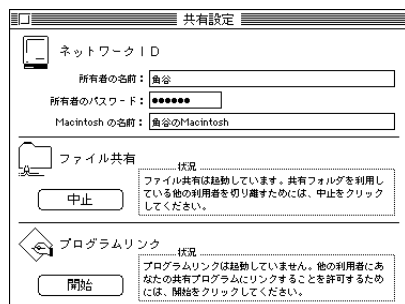 共有設定
ネットワークID
所有者の名前：角谷
所有者のパスワード：●●●●●●
Macintosh の名前：角谷のMacintosh
ファイル共有
状況
ファイル共有は起動しています。共有フォルダを利用し
ている他の利用者を切り離すためには、中止をクリック
してください。
中止
プログラムリンク
状況
プログラムリンクは起動していません。他の利用者にあ
なたの共有プログラムにリンクすることを許可するため
には、開始をクリックしてください。
開始